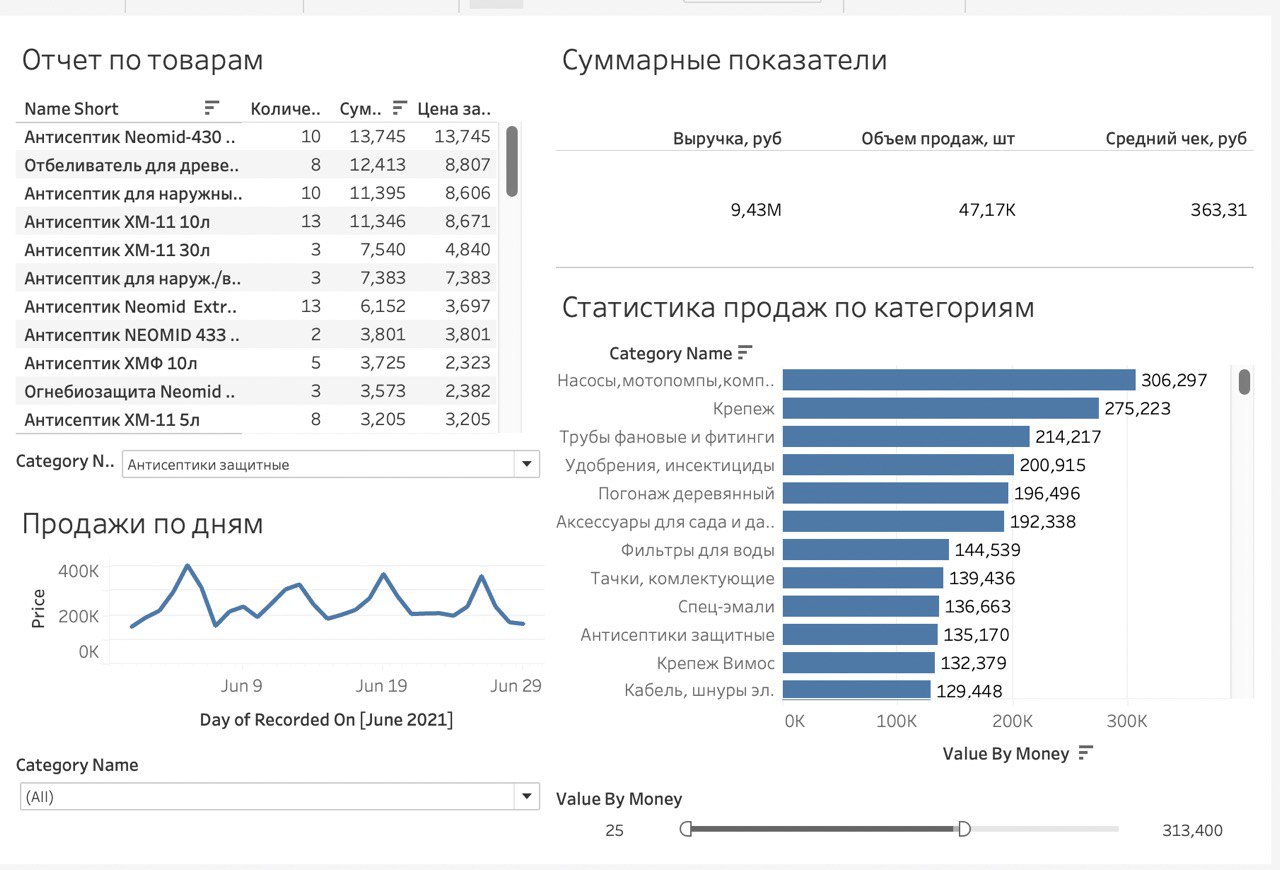 Отчет по товарам
Name Short Количе.. Сум.. Цена за..
Антисептик Neomid-430 .. 10 13,745 13,745
Отбеливатель для древе.. 8 12,413 8,807
Антисептик для наружны.. 10 11,395 8,606
Антисептик ХМ-11 10л 13 11,346 8,671
Антисептик ХМ-11 30л 3 7,540 4,840
Антисептик для наруж./в.. 3 7,383 7,383
Антисептик Neomid Extr.. 13 6,152 3,697
Антисептик NEOMID 433 .. 2 3,801 3,801
Антисептик ХМФ 10л 5 3,725 2,323
Огнебиозащита Neomid .. 3 3,573 2,382
Антисептик ХМ-11 5л 8 3,205 3,205
Category N.. Антисептики защитные
Продажи по дням
400K
200K
0K
Price
Jun 9 Jun 19 Jun 29
Day of Recorded On [June 2021]
Category Name
(All)
Суммарные показатели
Выручка, руб Объем продаж, шт Средний чек, руб
9,43М 47,17К 363,31
Статистика продаж по категориям
Category Name
Насосы,мотопомпы,комп.. 306,297
Крепеж 275,223
Трубы фановые и фитинги 214,217
Удобрения, инсектициды 200,915
Погонаж деревянный 196,496
Аксессуары для сада и да.. 192,338
Фильтры для воды 144,539
Тачки, комлектующие 139,436
Спец-эмали 136,663
Антисептики защитные 135,170
Крепеж Вимос 132,379
Кабель, шнуры эл. 129,448
0K 100K 200K 300K
Value By Money
Value By Money
25 313,400